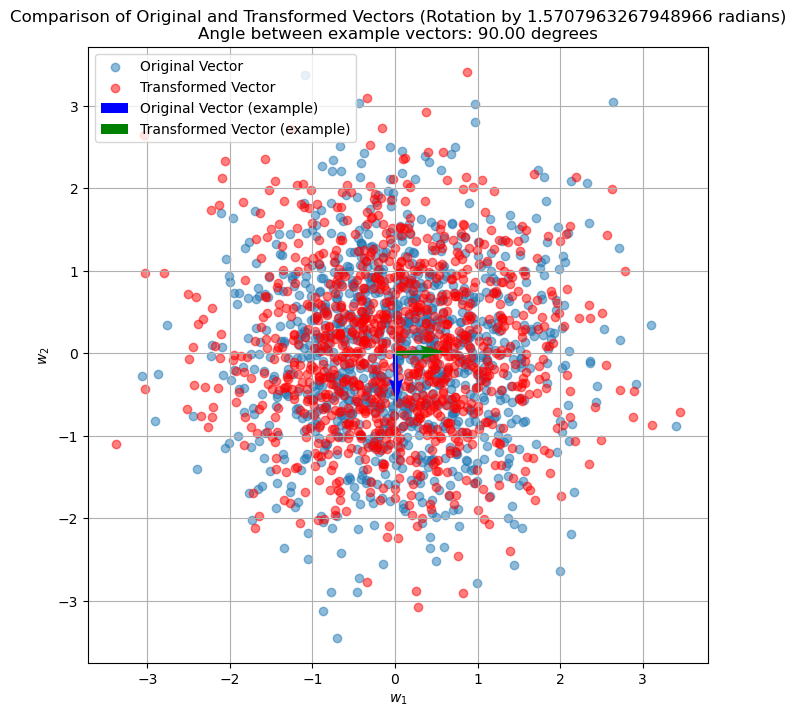 Comparison of Original and Transformed Vectors (Rotation by 1.5707963267948966 radians)
Angle between example vectors: 90.00 degrees
Original Vector
Transformed Vector
Original Vector (example)
Transformed Vector (example)
3
2
1
0
−1
−2
−3
w₂
−3
−2
−1
0
1
2
3
w₁